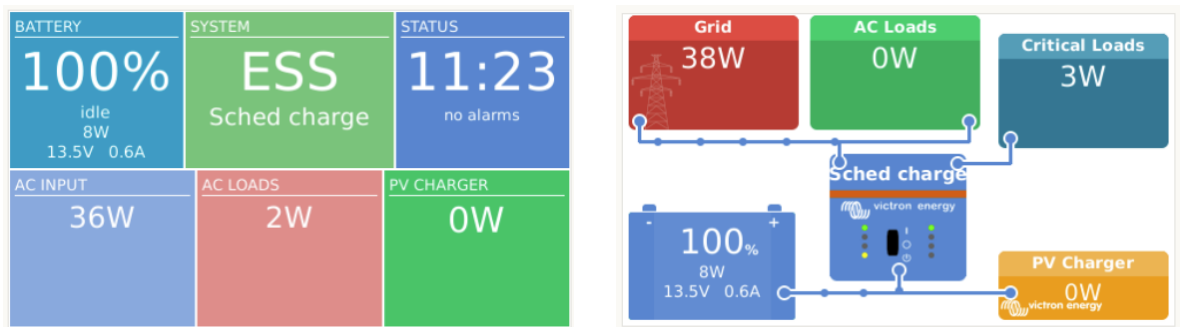 BATTERY
100%
idle
8W
13.5V 0.6A
SYSTEM
ESS
Sched charge
STATUS
11:23
no alarms
AC INPUT
36W
AC LOADS
2W
PV CHARGER
0W
Grid
38W
AC Loads
0W
Critical Loads
3W
Sched charge
victron energy
- +
100%
8W
13.5V 0.6A
PV Charger
0W
victron energy